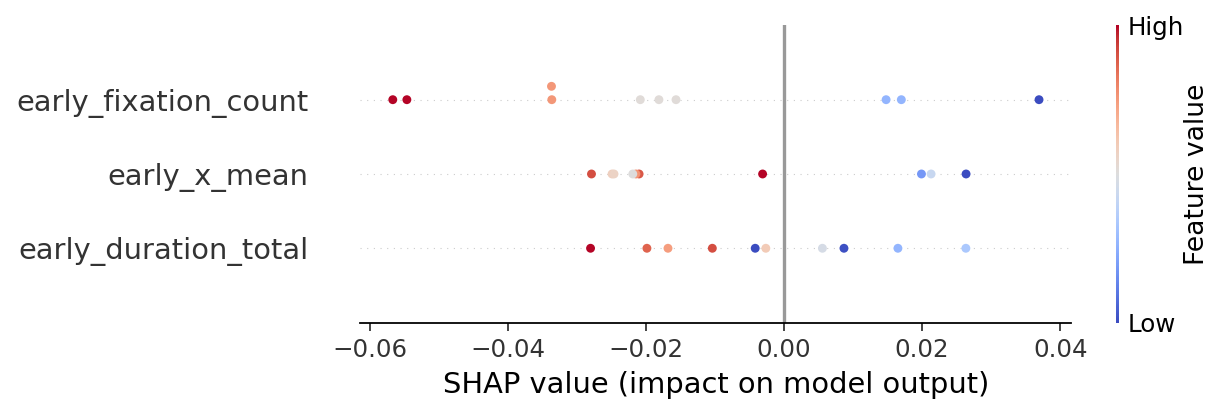 High
early_fixation_count
early_x_mean
early_duration_total
Feature value
Low
−0.06 −0.04 −0.02 0.00 0.02 0.04
SHAP value (impact on model output)